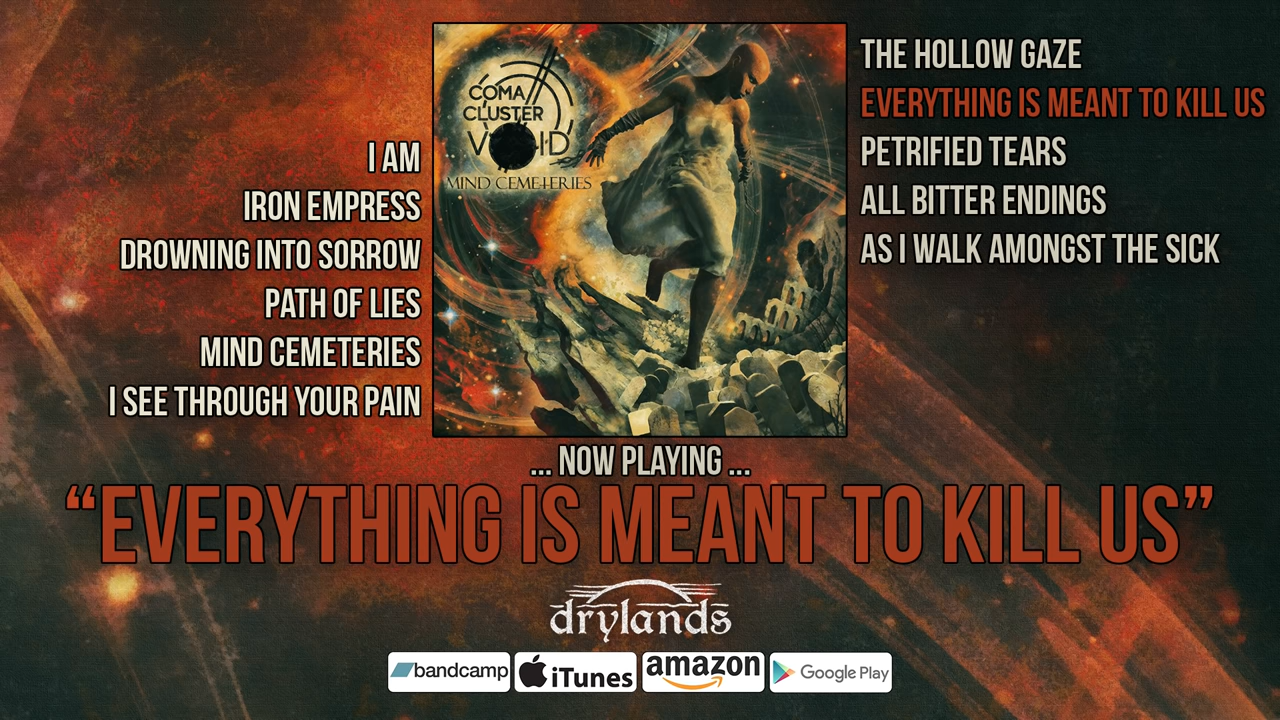 I AM
IRON EMPRESS
DROWNING INTO SORROW
PATH OF LIES
MIND CEMETERIES
I SEE THROUGH YOUR PAIN
COMA
CLUSTER
VOID
MIND CEMETERIES
THE HOLLOW GAZE
EVERYTHING IS MEANT TO KILL US
PETRIFIED TEARS
ALL BITTER ENDINGS
AS I WALK AMONGST THE SICK
... NOW PLAYING ...
“EVERYTHING IS MEANT TO KILL US”
drylands
bandcamp
iTunes
amazon
Google Play